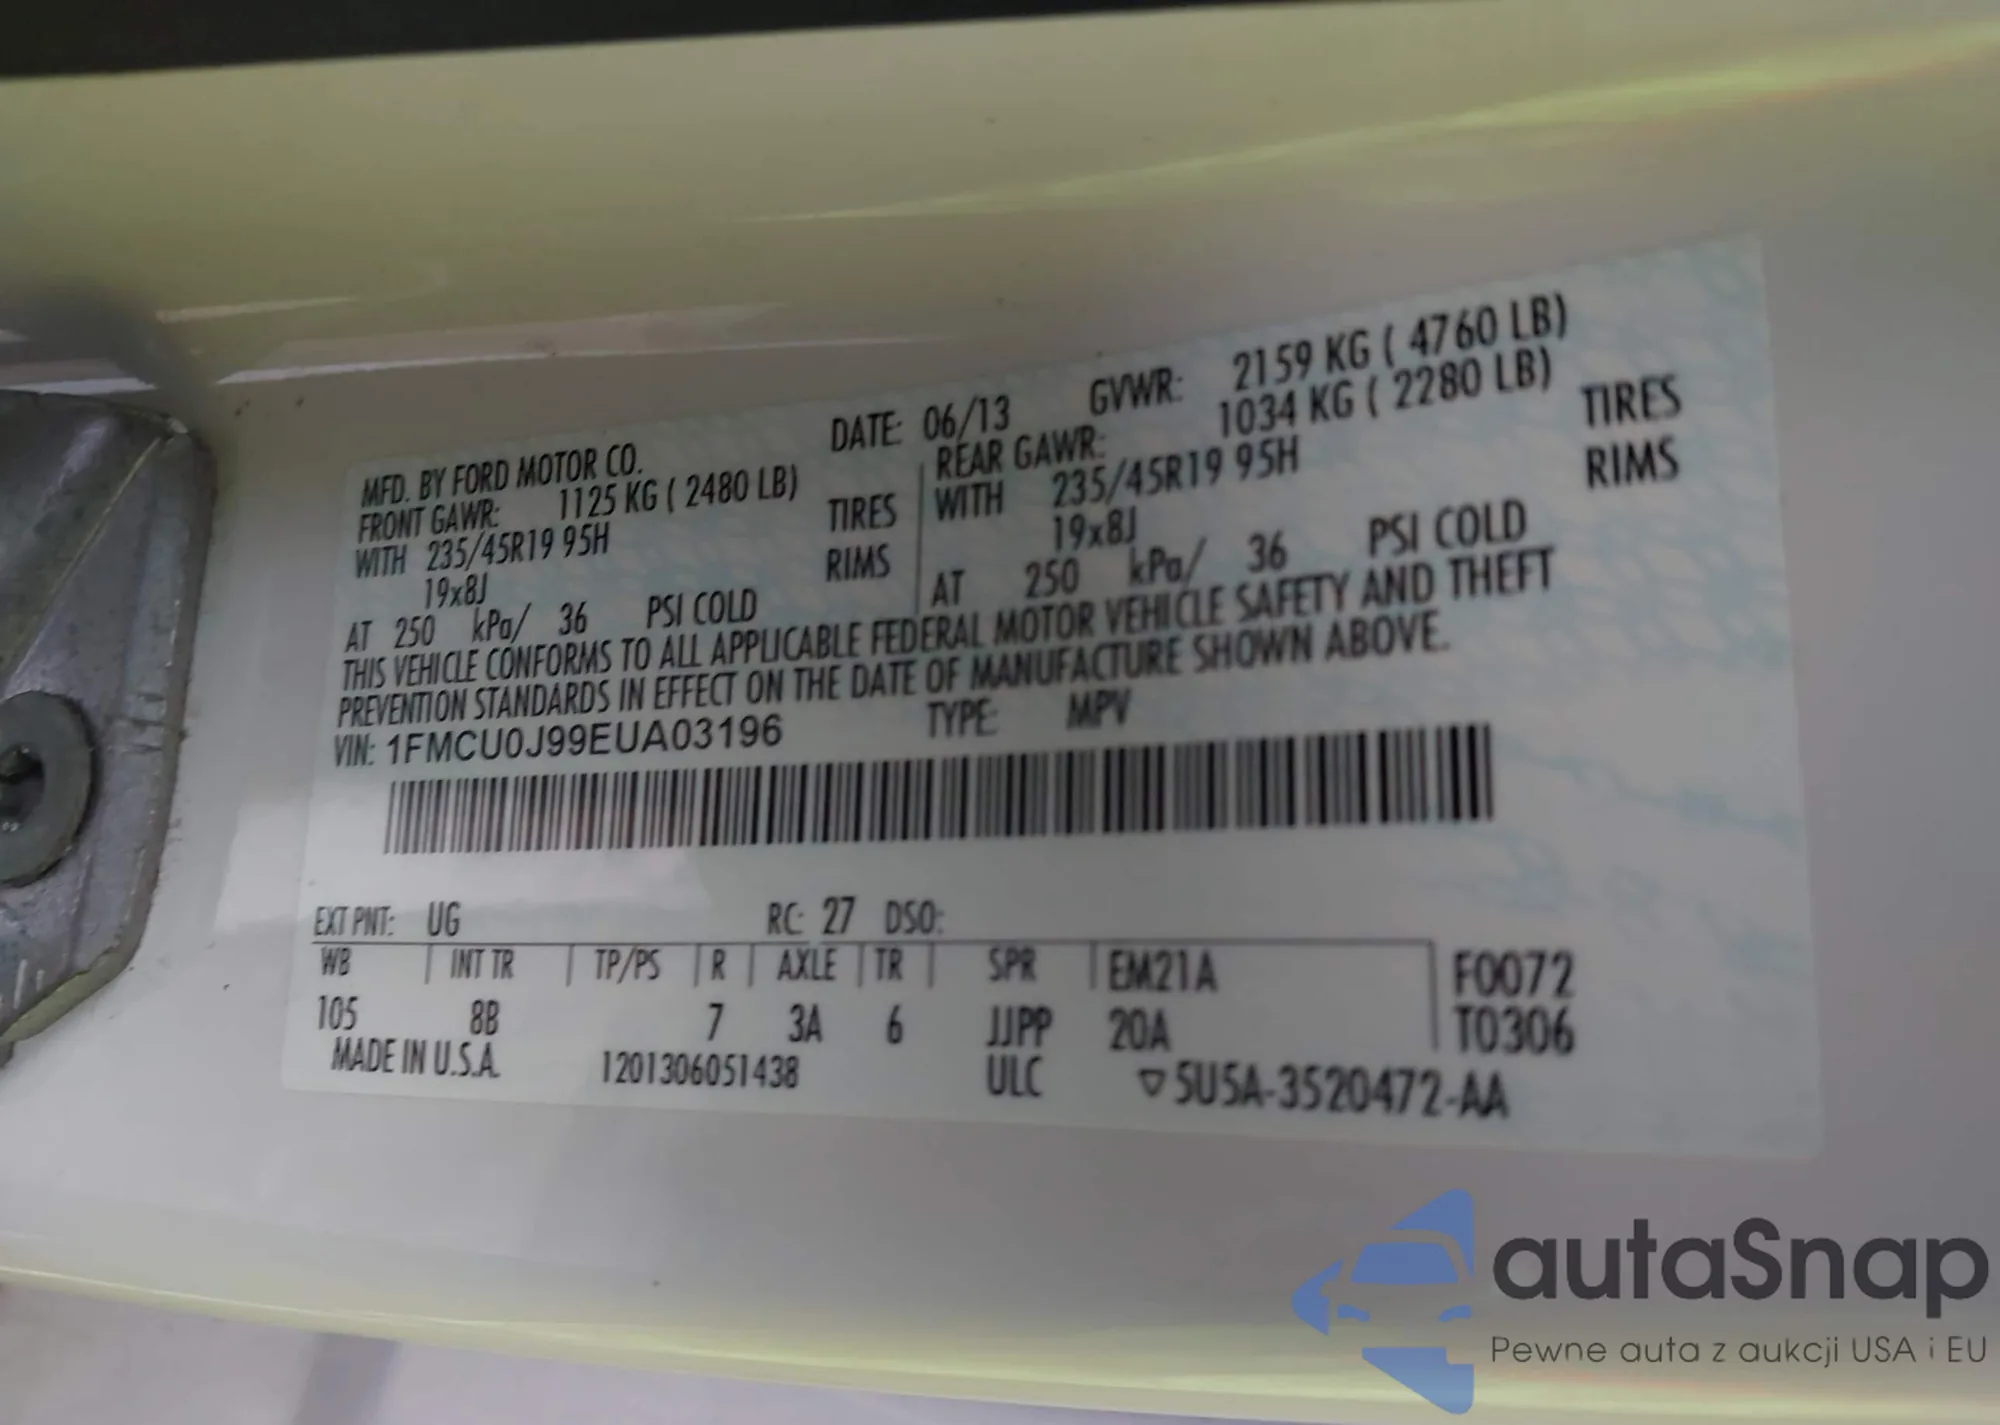 MFD. BY FORD MOTOR CO. DATE: 06/13 GVWR: 2159 KG ( 4760 LB)
FRONT GAWR: 1125 KG ( 2480 LB) REAR GAWR: 1034 KG ( 2280 LB)
WITH 235/45R19 95H TIRES WITH 235/45R19 95H TIRES
19x8J RIMS 19x8J RIMS
AT 250 kPa/ 36 PSI COLD AT 250 kPa/ 36 PSI COLD
THIS VEHICLE CONFORMS TO ALL APPLICABLE FEDERAL MOTOR VEHICLE SAFETY AND THEFT
PREVENTION STANDARDS IN EFFECT ON THE DATE OF MANUFACTURE SHOWN ABOVE.
VIN: 1FMCU0J99EUA03196 TYPE: MPV
EXT PNT: UG RC: 27 DSO:
WB INT TR TP/PS R AXLE TR SPR EM21A F0072
105 8B 7 3A 6 JJPP 20A T0306
MADE IN U.S.A. 1201306051438 ULC ▽5U5A-3520472-AA
autaSnap
Pewne auta z aukcji USA i EU